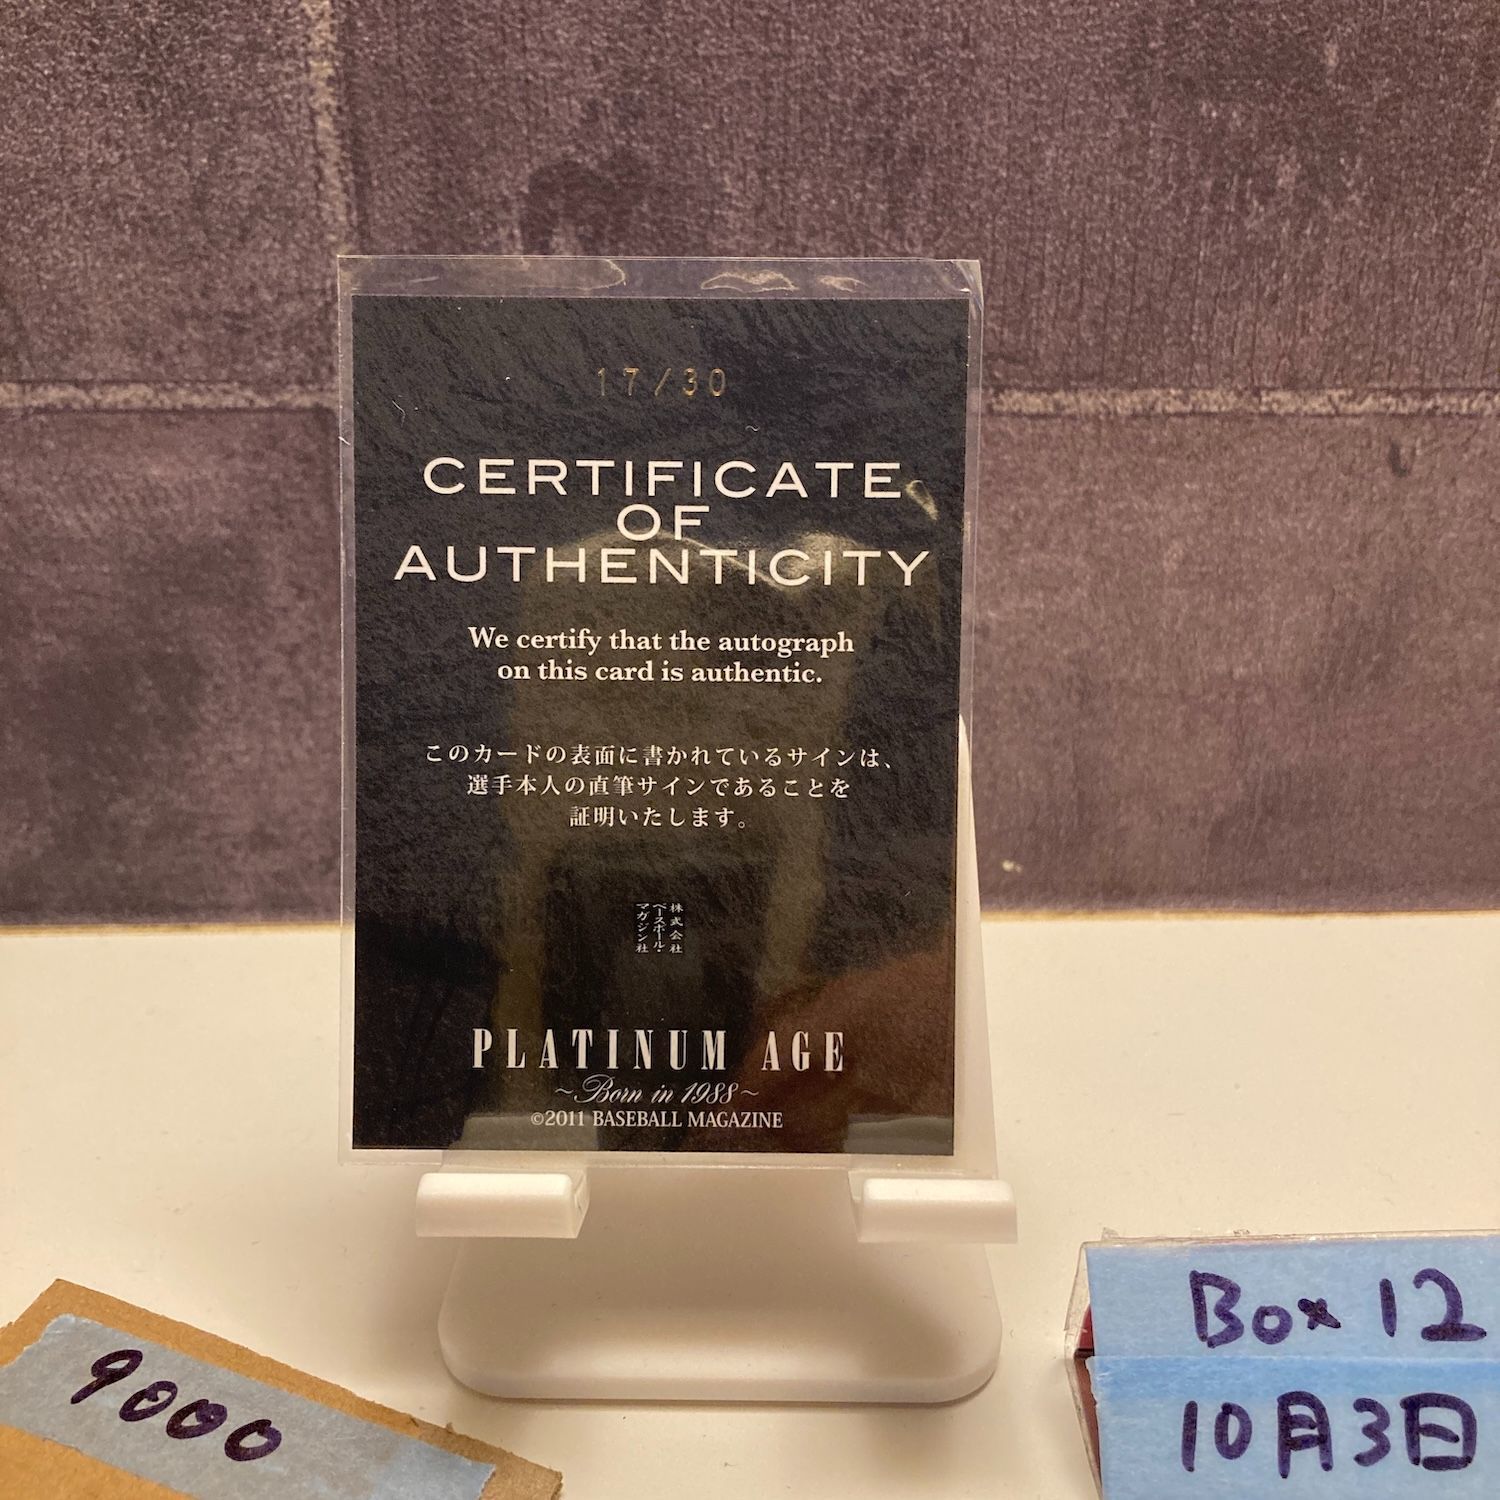 17/30
CERTIFICATE
OF
AUTHENTICITY
We certify that the autograph
on this card is authentic.
このカードの表面に書かれているサインは、
選手本人の直筆サインであることを
証明いたします。
株式会社
ベースボール・
マガジン社
PLATINUM AGE
~Born in 1988~
©2011 BASEBALL MAGAZINE
9000
Box 12
10月3日